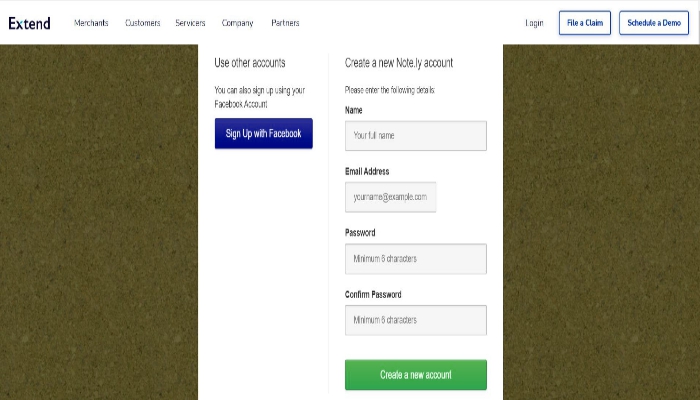 Extend Merchants Customers Servicers Company Partners Login File a Claim Schedule a Demo
Use other accounts
You can also sign up using your
Facebook Account
Sign Up with Facebook
Create a new Note.ly account
Please enter the following details:
Name
Your full name
Email Address
yourname@example.com
Password
Minimum 6 characters
Confirm Password
Minimum 6 characters
Create a new account